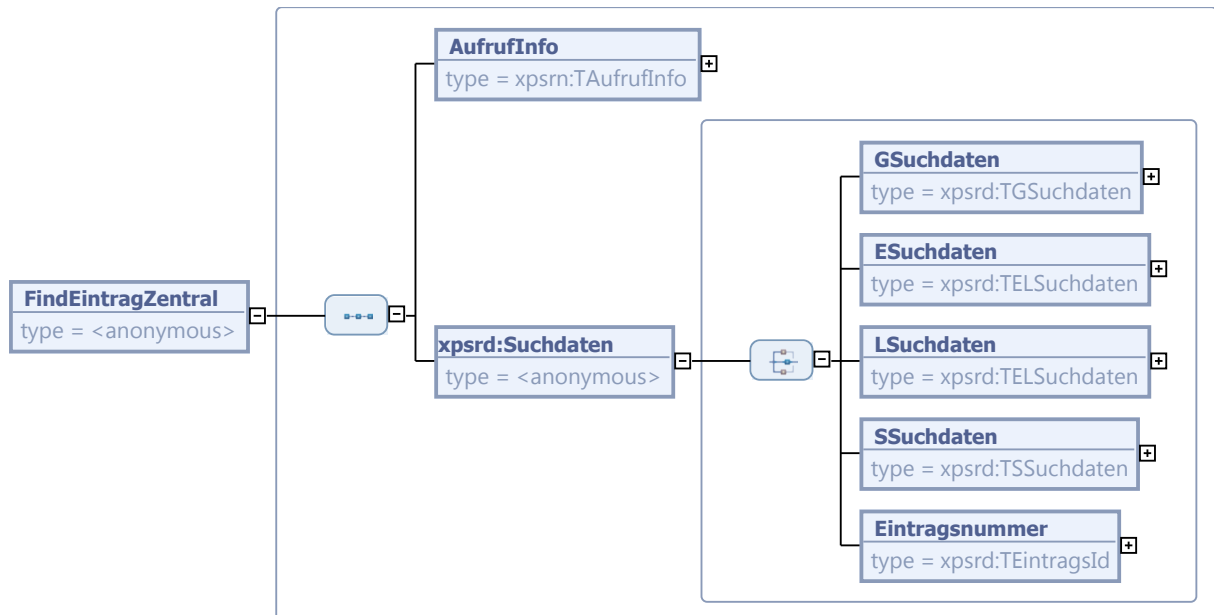 AufrufInfo
type = xpsrn:TAufrufInfo
GSuchdaten
type = xpsrd:TGSuchdaten
ESuchdaten
type = xpsrd:TELSuchdaten
FindEintragZentral
type = <anonymous>
xpsrd:Suchdaten
type = <anonymous>
LSuchdaten
type = xpsrd:TELSuchdaten
SSuchdaten
type = xpsrd:TSSuchdaten
Eintragsnummer
type = xpsrd:TEintragsId